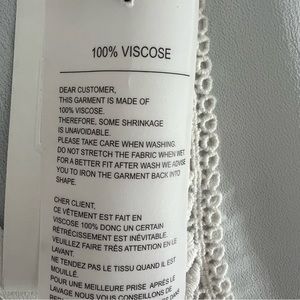 100% VISCOSE
DEAR CUSTOMER,
THIS GARMENT IS MADE OF
100% VISCOSE.
THEREFORE, SOME SHRINKAGE
IS UNAVOIDABLE.
PLEASE TAKE CARE WHEN WASHING.
DO NOT STRETCH THE FABRIC WHEN WET.
FOR A BETTER FIT AFTER WASH WE ADVISE
YOU TO IRON THE GARMENT BACK INTO
SHAPE.
CHER CLIENT,
CE VÊTEMENT EST FAIT EN
VISCOSE 100% DONC UN CERTAIN
RÉTRÉCISSEMENT EST INÉVITABLE.
VEUILLEZ FAIRE TRÈS ATTENTION EN LE
LAVANT.
NE TENDEZ PAS LE TISSU QUAND IL EST
MOUILLÉ.
POUR UNE MEILLEURE PRISE APRÈS LE
LAVAGE NOUS VOUS CONSEILLONS DE